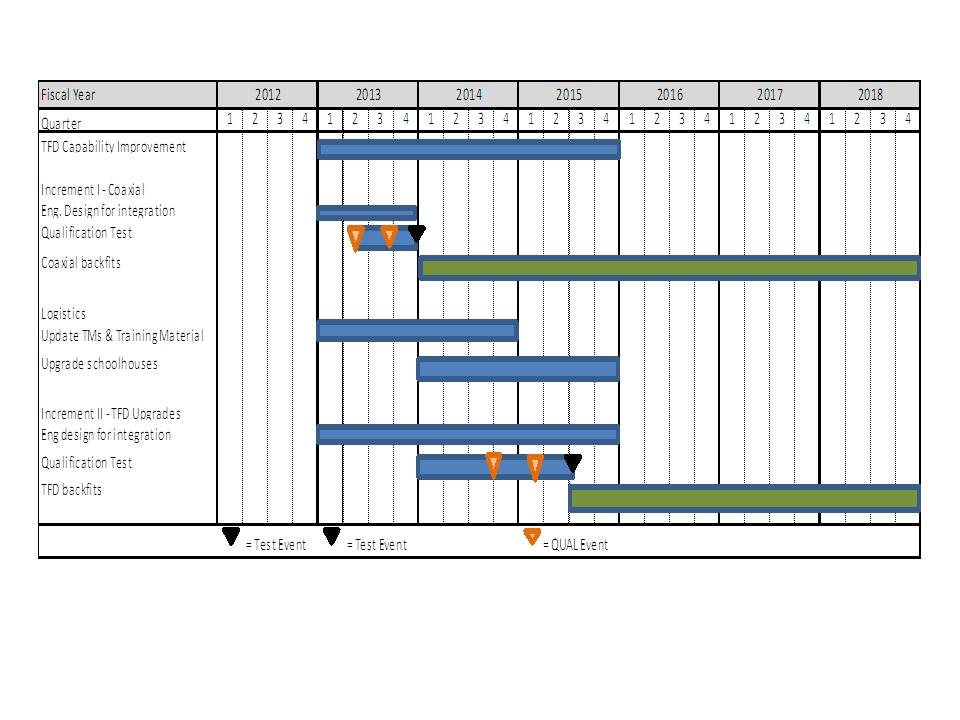 Fiscal Year 2012 2013 2014 2015 2016 2017 2018
Quarter 1 2 3 4 1 2 3 4 1 2 3 4 1 2 3 4 1 2 3 4 1 2 3 4 1 2 3 4
TFD Capability Improvement
Increment I - Coaxial
Eng. Design for integration
Qualification Test
Coaxial backfits
Logistics
Update TMs & Training Material
Upgrade schoolhouses
Increment II - TFD Upgrades
Eng design for integration
Qualification Test
TFD backfits
= Test Event = Test Event = QUAL Event